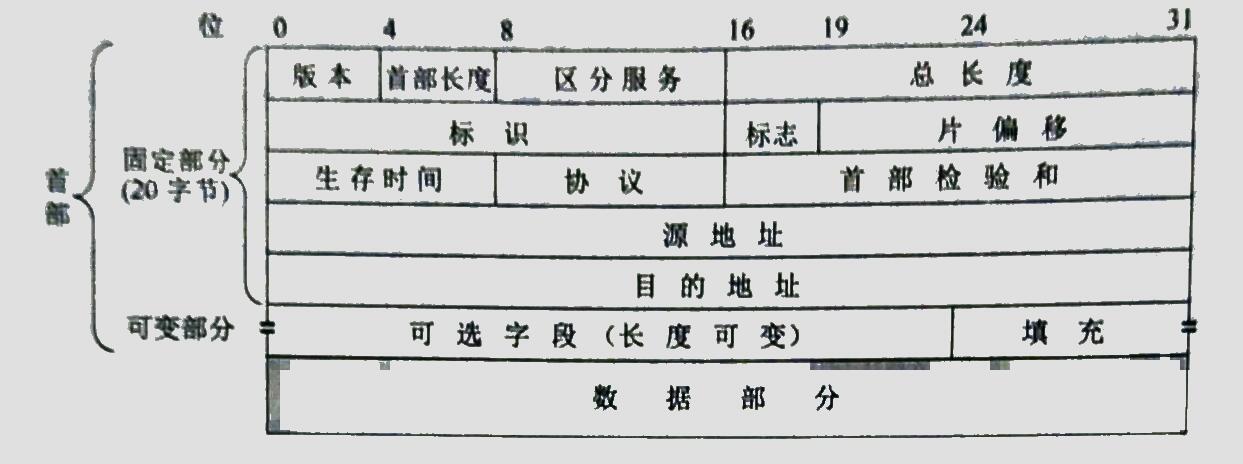 位 0 4 8 16 19 24 31
版本 首部长度 区分服务 总长度
标识 标志 片偏移
固定部分
(20字节)
首部
生存时间 协议 首部检验和
源地址
目的地址
可变部分 可选字段(长度可变) 填充
数据部分